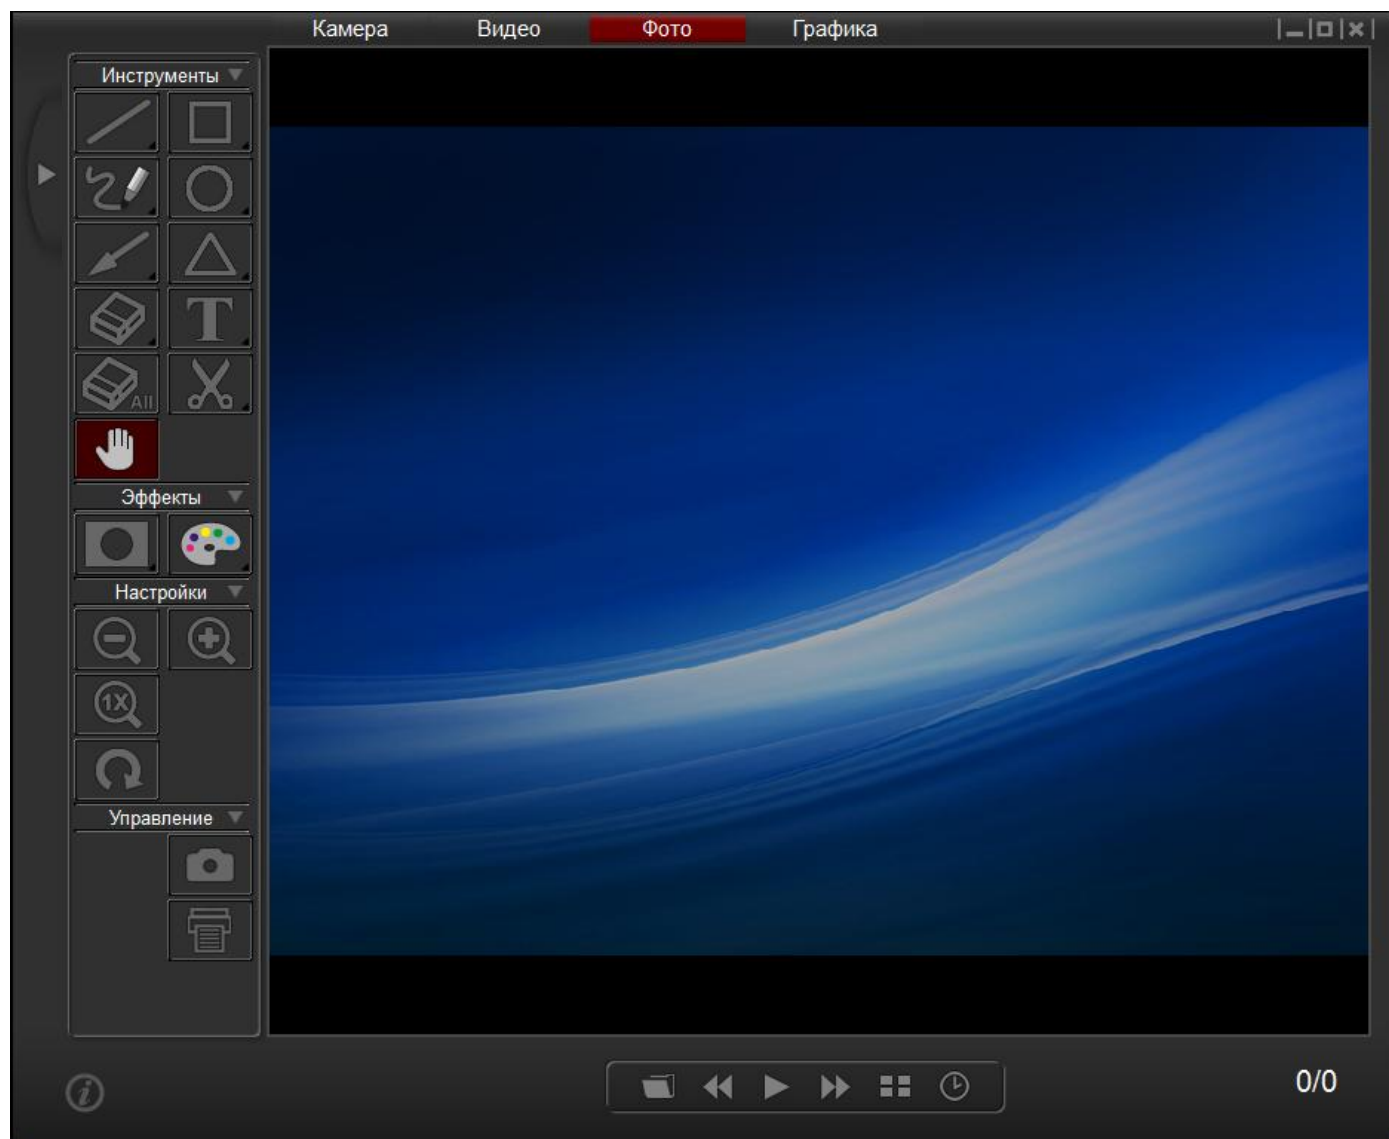 Камера Видео Фото Графика
Инструменты
T
All
Эффекты
Настройки
1X
Управление
i
0/0